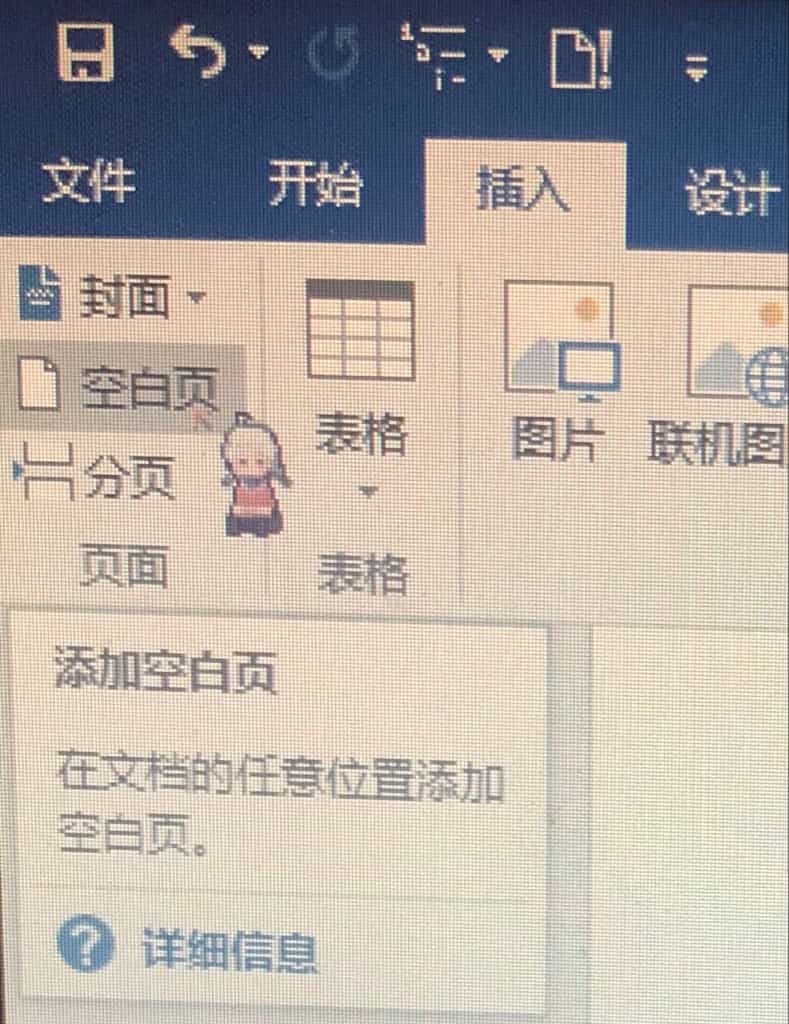 文件 开始 插入 设计
封面
空白页
分页
页面
表格
表格
图片
联机图
添加空白页
在文档的任意位置添加
空白页。
详细信息